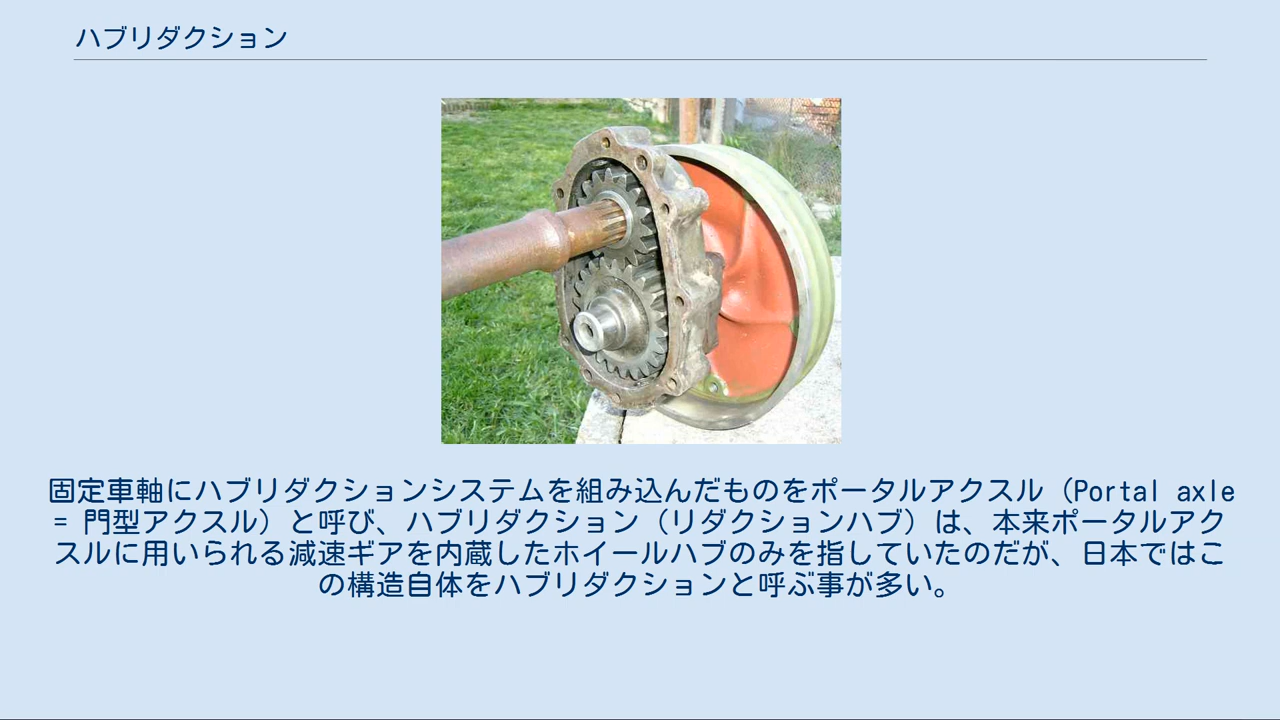 ハブリダクション
固定車軸にハブリダクションシステムを組み込んだものをポータルアクスル（Portal axle
= 門型アクスル）と呼び、ハブリダクション（リダクションハブ）は、本来ポータルアク
スルに用いられる減速ギアを内蔵したホイールハブのみを指していたのだが、日本ではこ
の構造自体をハブリダクションと呼ぶ事が多い。